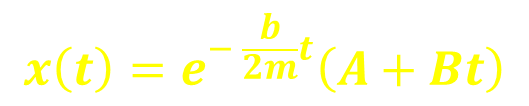 x(t) = e^{-\frac{b}{2m}t}(A + Bt)